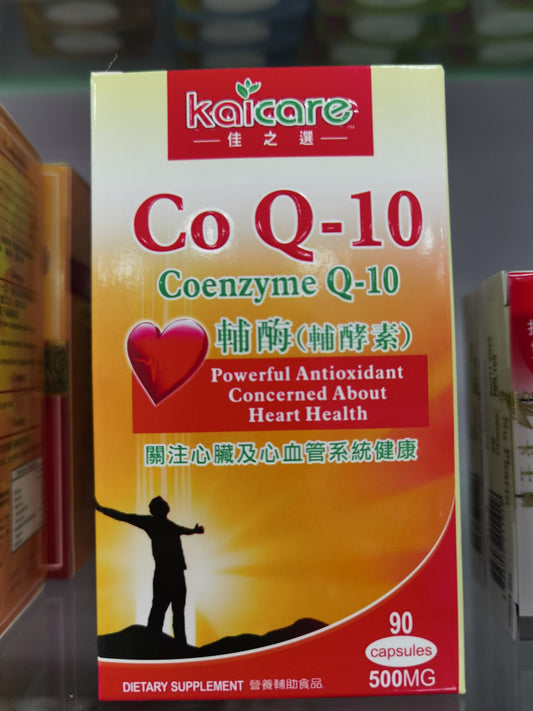 kaicare
佳之選
Co Q-10
Coenzyme Q-10
輔酶(輔酵素)
Powerful Antioxidant
Concerned About
Heart Health
關注心臟及心血管系統健康
90
capsules
500MG
DIETARY SUPPLEMENT 營養輔助食品